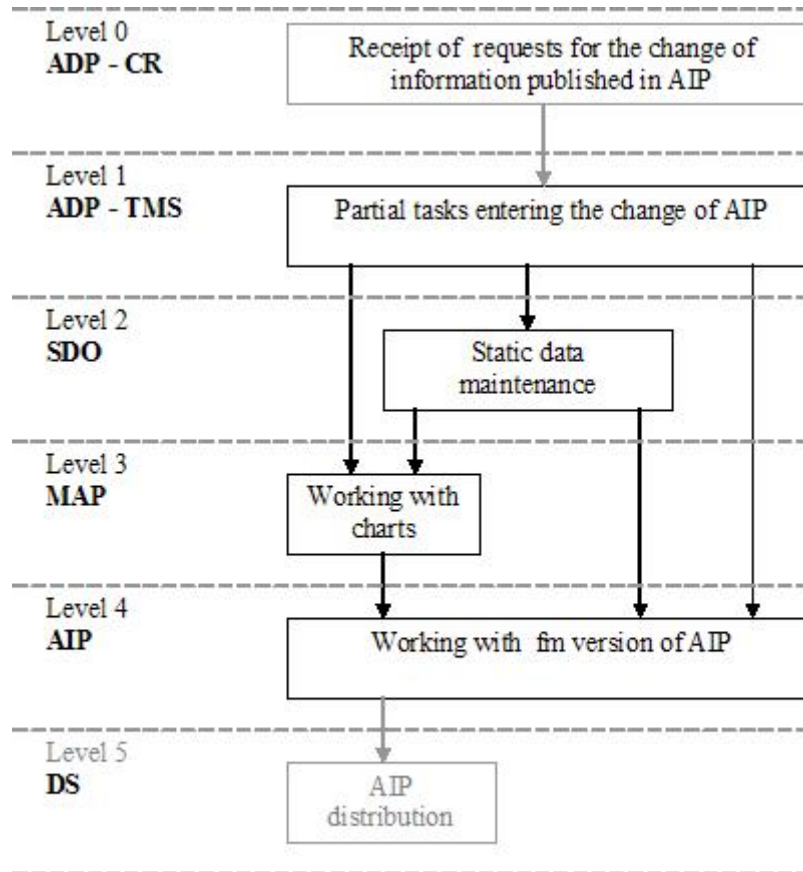 Level 0
ADP - CR
Receipt of requests for the change of
information published in AIP
Level 1
ADP - TMS
Partial tasks entering the change of AIP
Level 2
SDO
Static data
maintenance
Level 3
MAP
Working with
charts
Level 4
AIP
Working with fm version of AIP
Level 5
DS
AIP
distribution